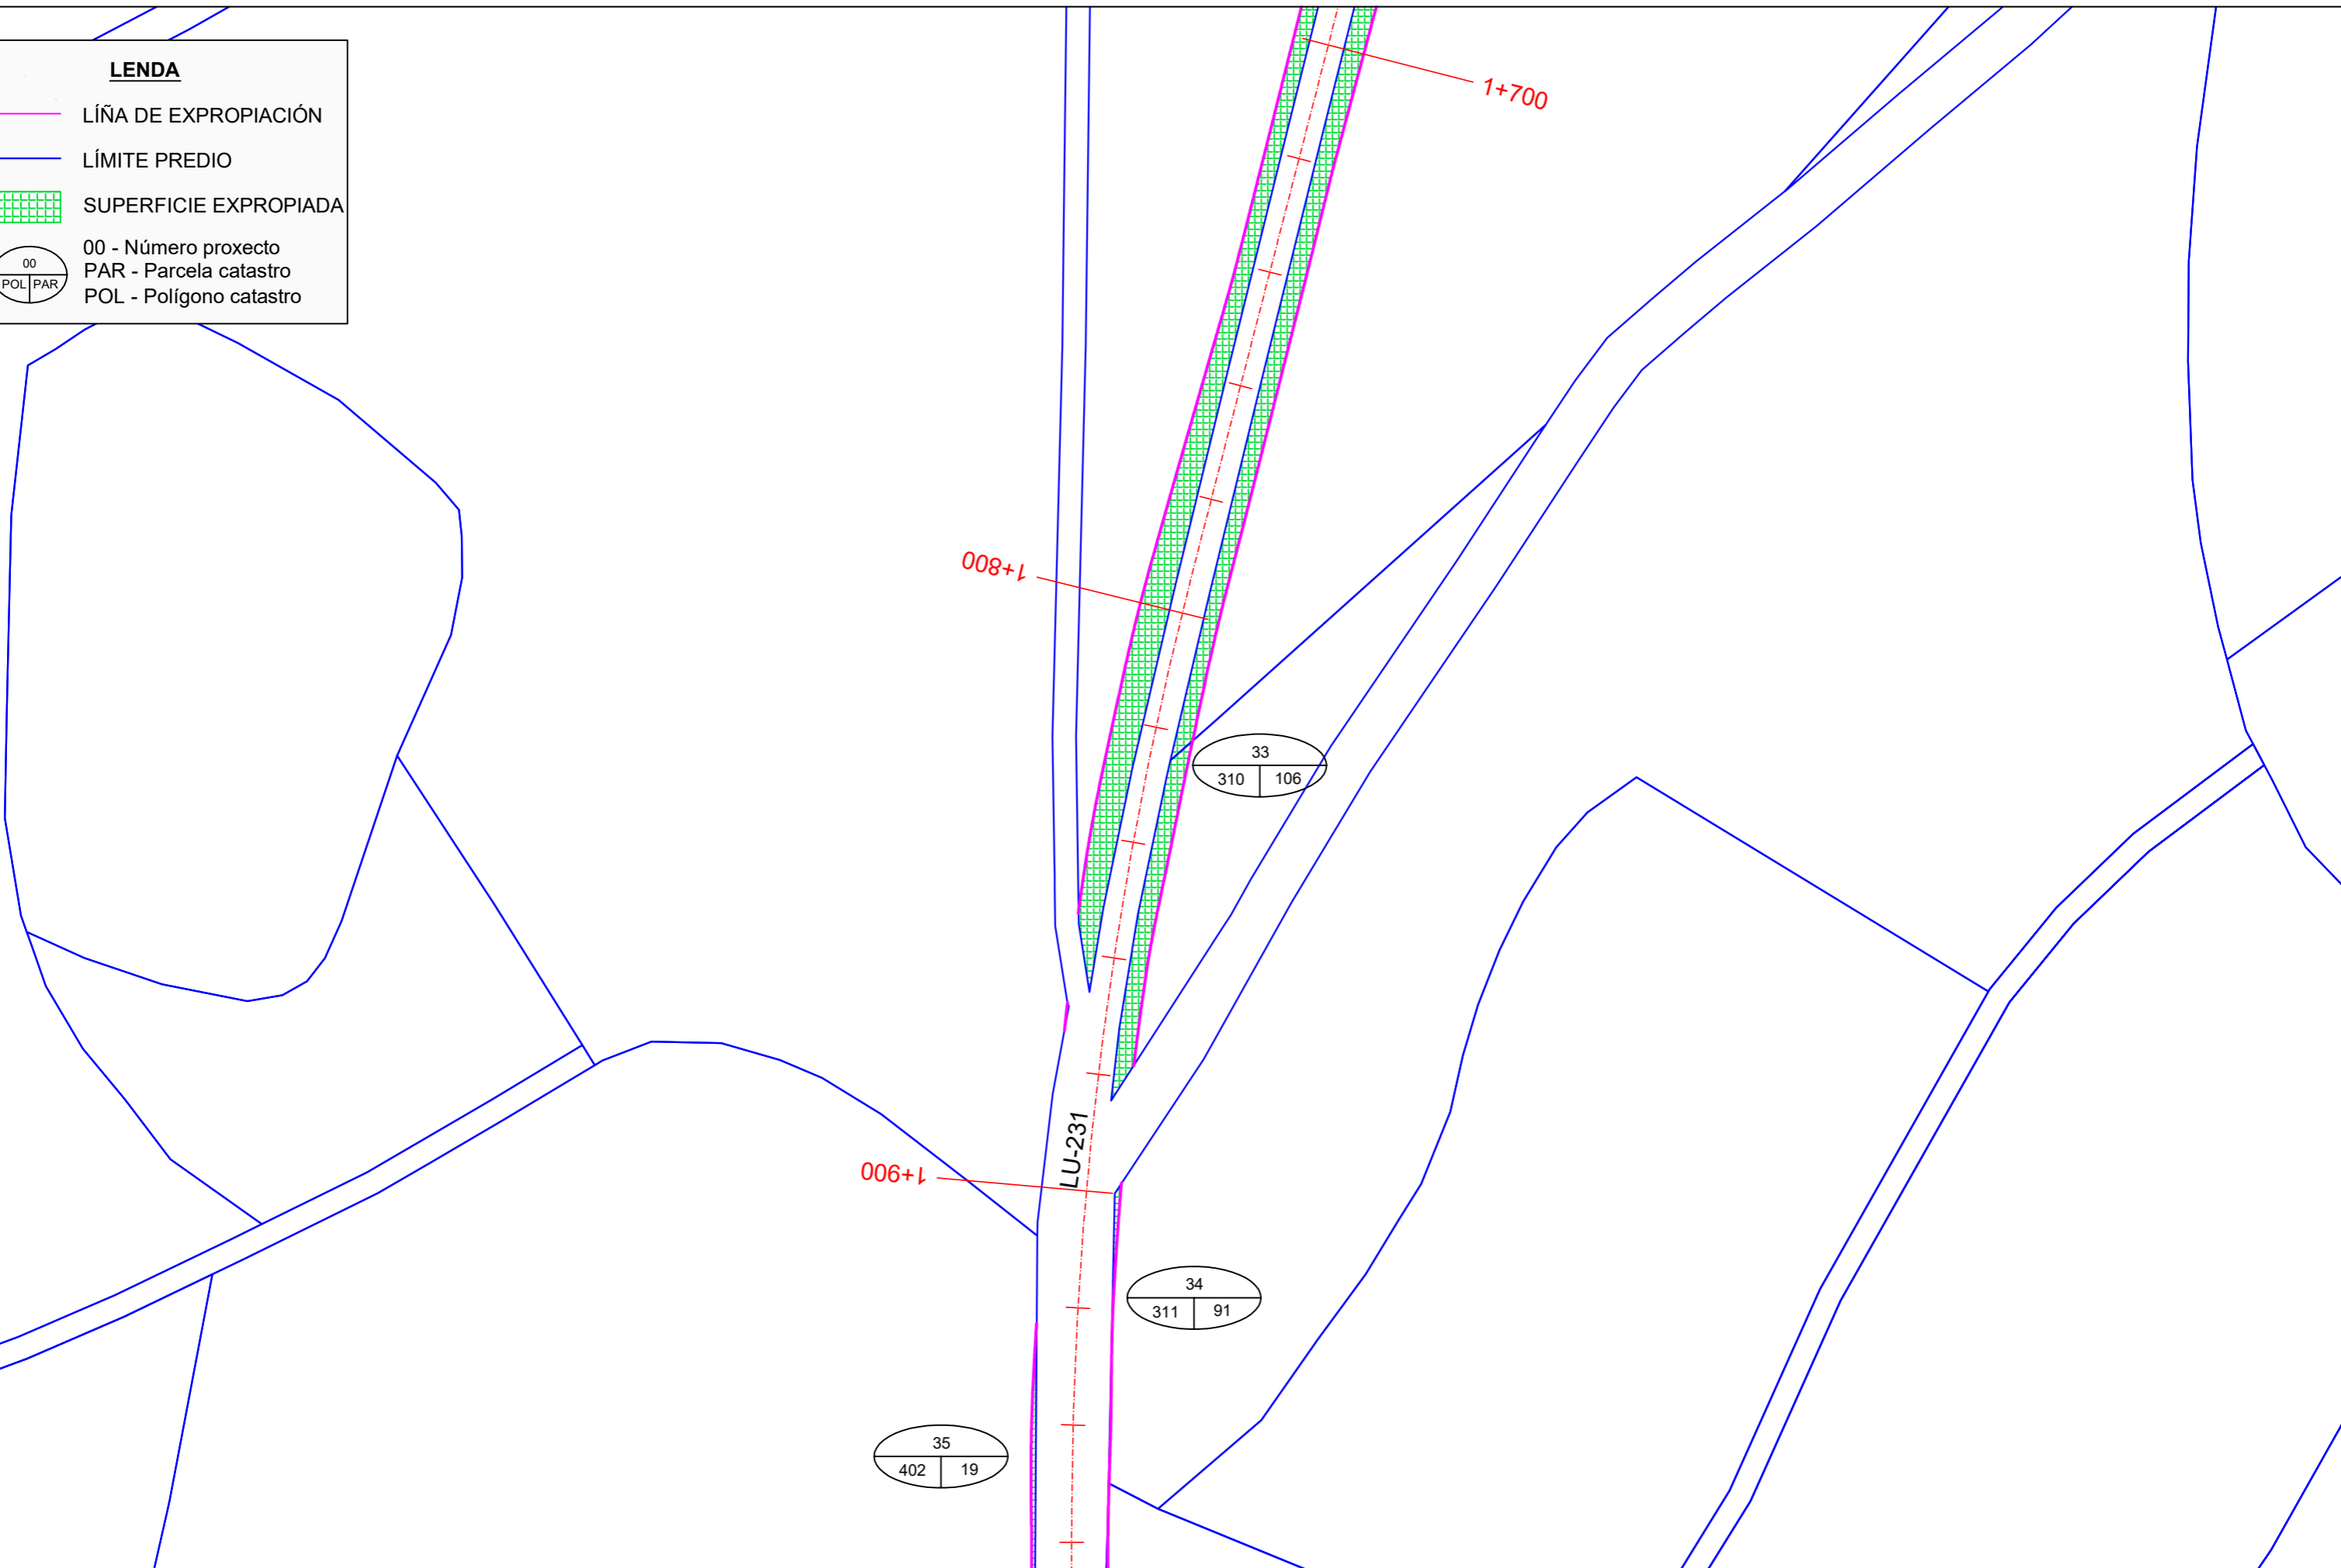 LENDA
LÍÑA DE EXPROPIACIÓN
LÍMITE PREDIO
SUPERFICIE EXPROPIADA
00
POL PAR
00 - Número proxecto
PAR - Parcela catastro
POL - Polígono catastro
1+700
1+800
33
310 106
LU-231
1+900
34
311 91
35
402 19